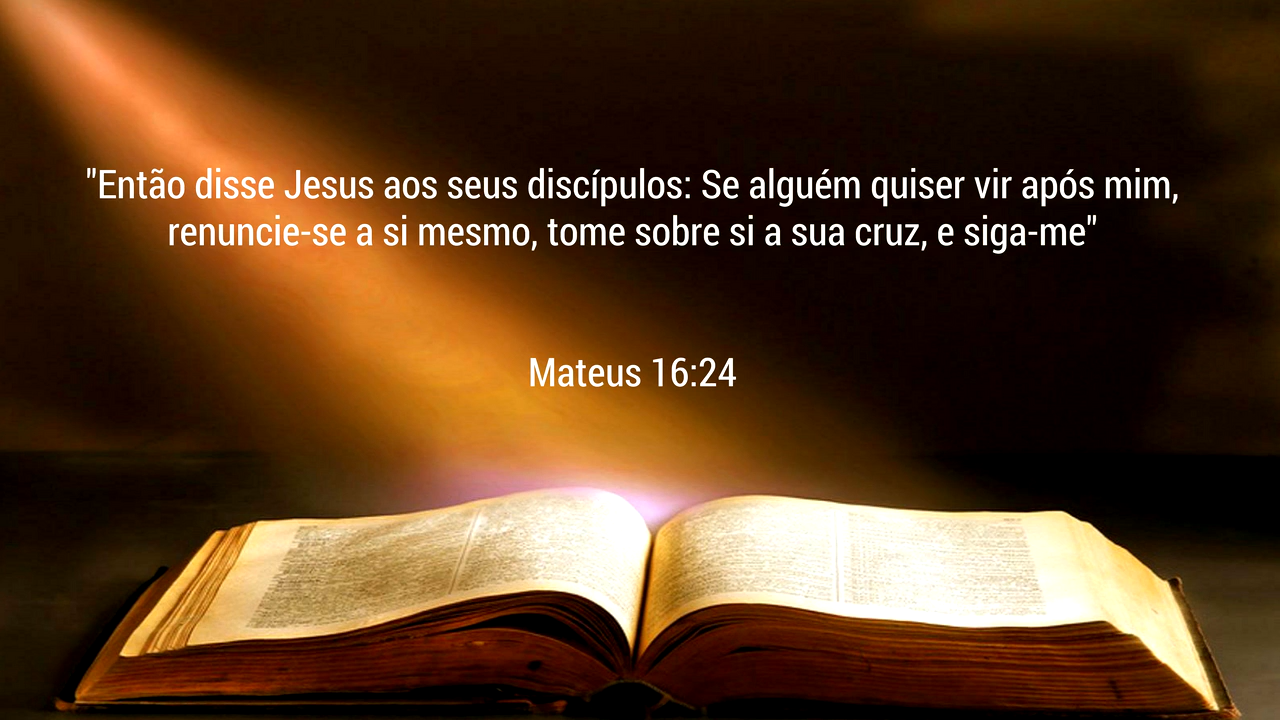 "Então disse Jesus aos seus discípulos: Se alguém quiser vir após mim,
renuncie-se a si mesmo, tome sobre si a sua cruz, e siga-me"
Mateus 16:24